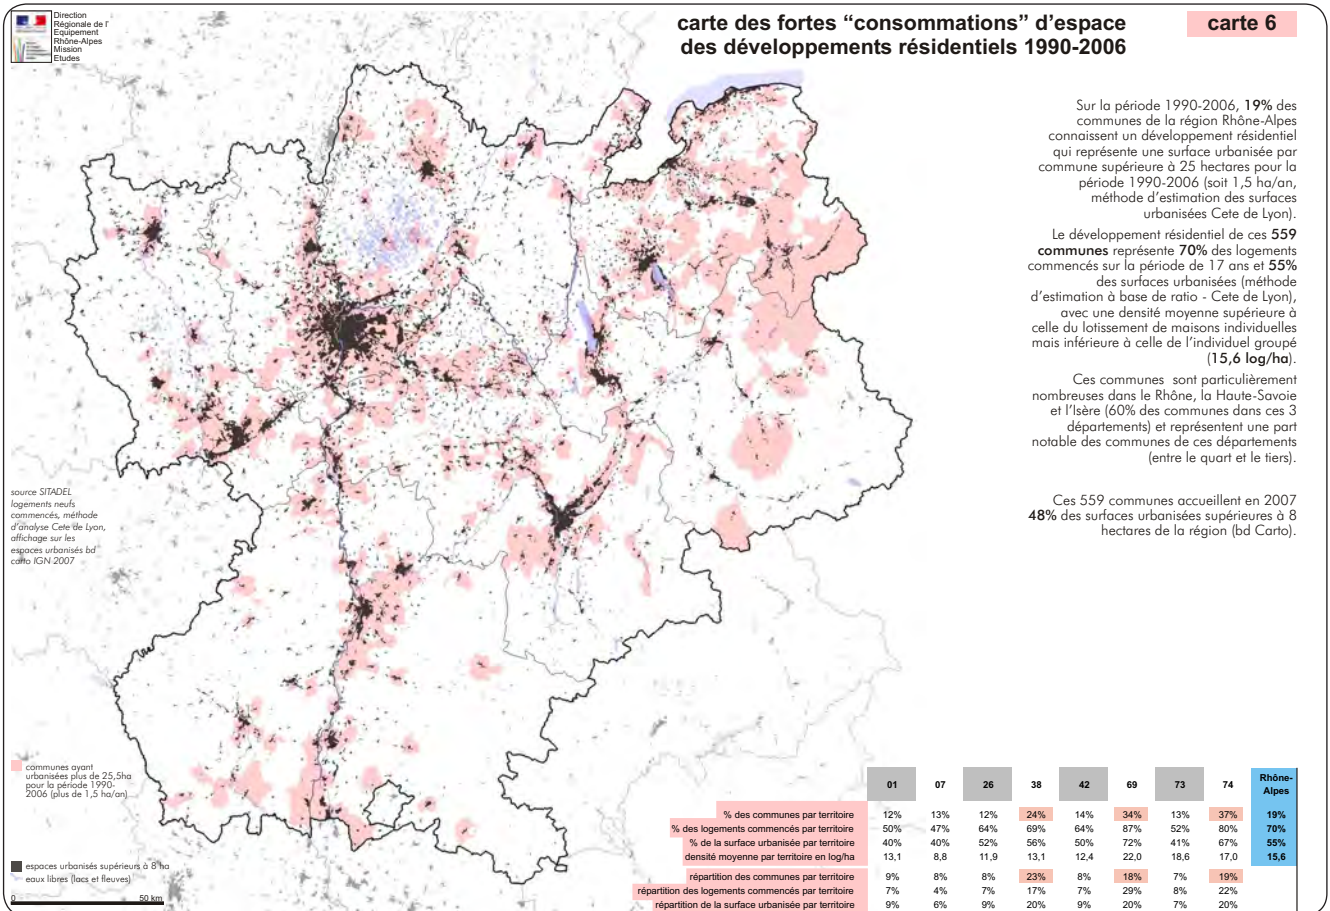 Direction
Régionale de l'
Equipement
Rhône-Alpes
Mission
Etudes
carte des fortes “consommations” d’espace
des développements résidentiels 1990-2006
carte 6
Sur la période 1990-2006, 19% des
communes de la région Rhône-Alpes
connaissent un développement résidentiel
qui représente une surface urbanisée par
commune supérieure à 25 hectares pour la
période 1990-2006 (soit 1,5 ha/an,
méthode d’estimation des surfaces
urbanisées Cete de Lyon).
Le développement résidentiel de ces 559
communes représente 70% des logements
commencés sur la période de 17 ans et 55%
des surfaces urbanisées (méthode
d’estimation à base de ratio - Cete de Lyon),
avec une densité moyenne supérieure à
celle du lotissement de maisons individuelles
mais inférieure à celle de l’individuel groupé
(15,6 log/ha).
Ces communes sont particulièrement
nombreuses dans le Rhône, la Haute-Savoie
et l’Isère (60% des communes dans ces 3
départements) et représentent une part
notable des communes de ces départements
(entre le quart et le tiers).
Ces 559 communes accueillent en 2007
48% des surfaces urbanisées supérieures à 8
hectares de la région (bd Carto).
source SITADEL
logements neufs
commencés, méthode
d’analyse Cete de Lyon,
affichage sur les
espaces urbanisés bd
carto IGN 2007
communes ayant
urbanisées plus de 25,5ha
pour la période 1990-
2006 (plus de 1,5 ha/an)
espaces urbanisés supérieurs à 8 ha
eaux libres (lacs et fleuves)
0 50 km
01 07 26 38 42 69 73 74 Rhône-
Alpes
% des communes par territoire 12% 13% 12% 24% 14% 34% 13% 37% 19%
% des logements commencés par territoire 50% 47% 64% 69% 64% 87% 52% 80% 70%
% de la surface urbanisée par territoire 40% 40% 52% 56% 50% 72% 41% 67% 55%
densité moyenne par territoire en log/ha 13,1 8,8 11,9 13,1 12,4 22,0 18,6 17,0 15,6
répartition des communes par territoire 9% 8% 8% 23% 8% 18% 7% 19%
répartition des logements commencés par territoire 7% 4% 7% 17% 7% 29% 8% 22%
répartition de la surface urbanisée par territoire 9% 6% 9% 20% 9% 20% 7% 20%